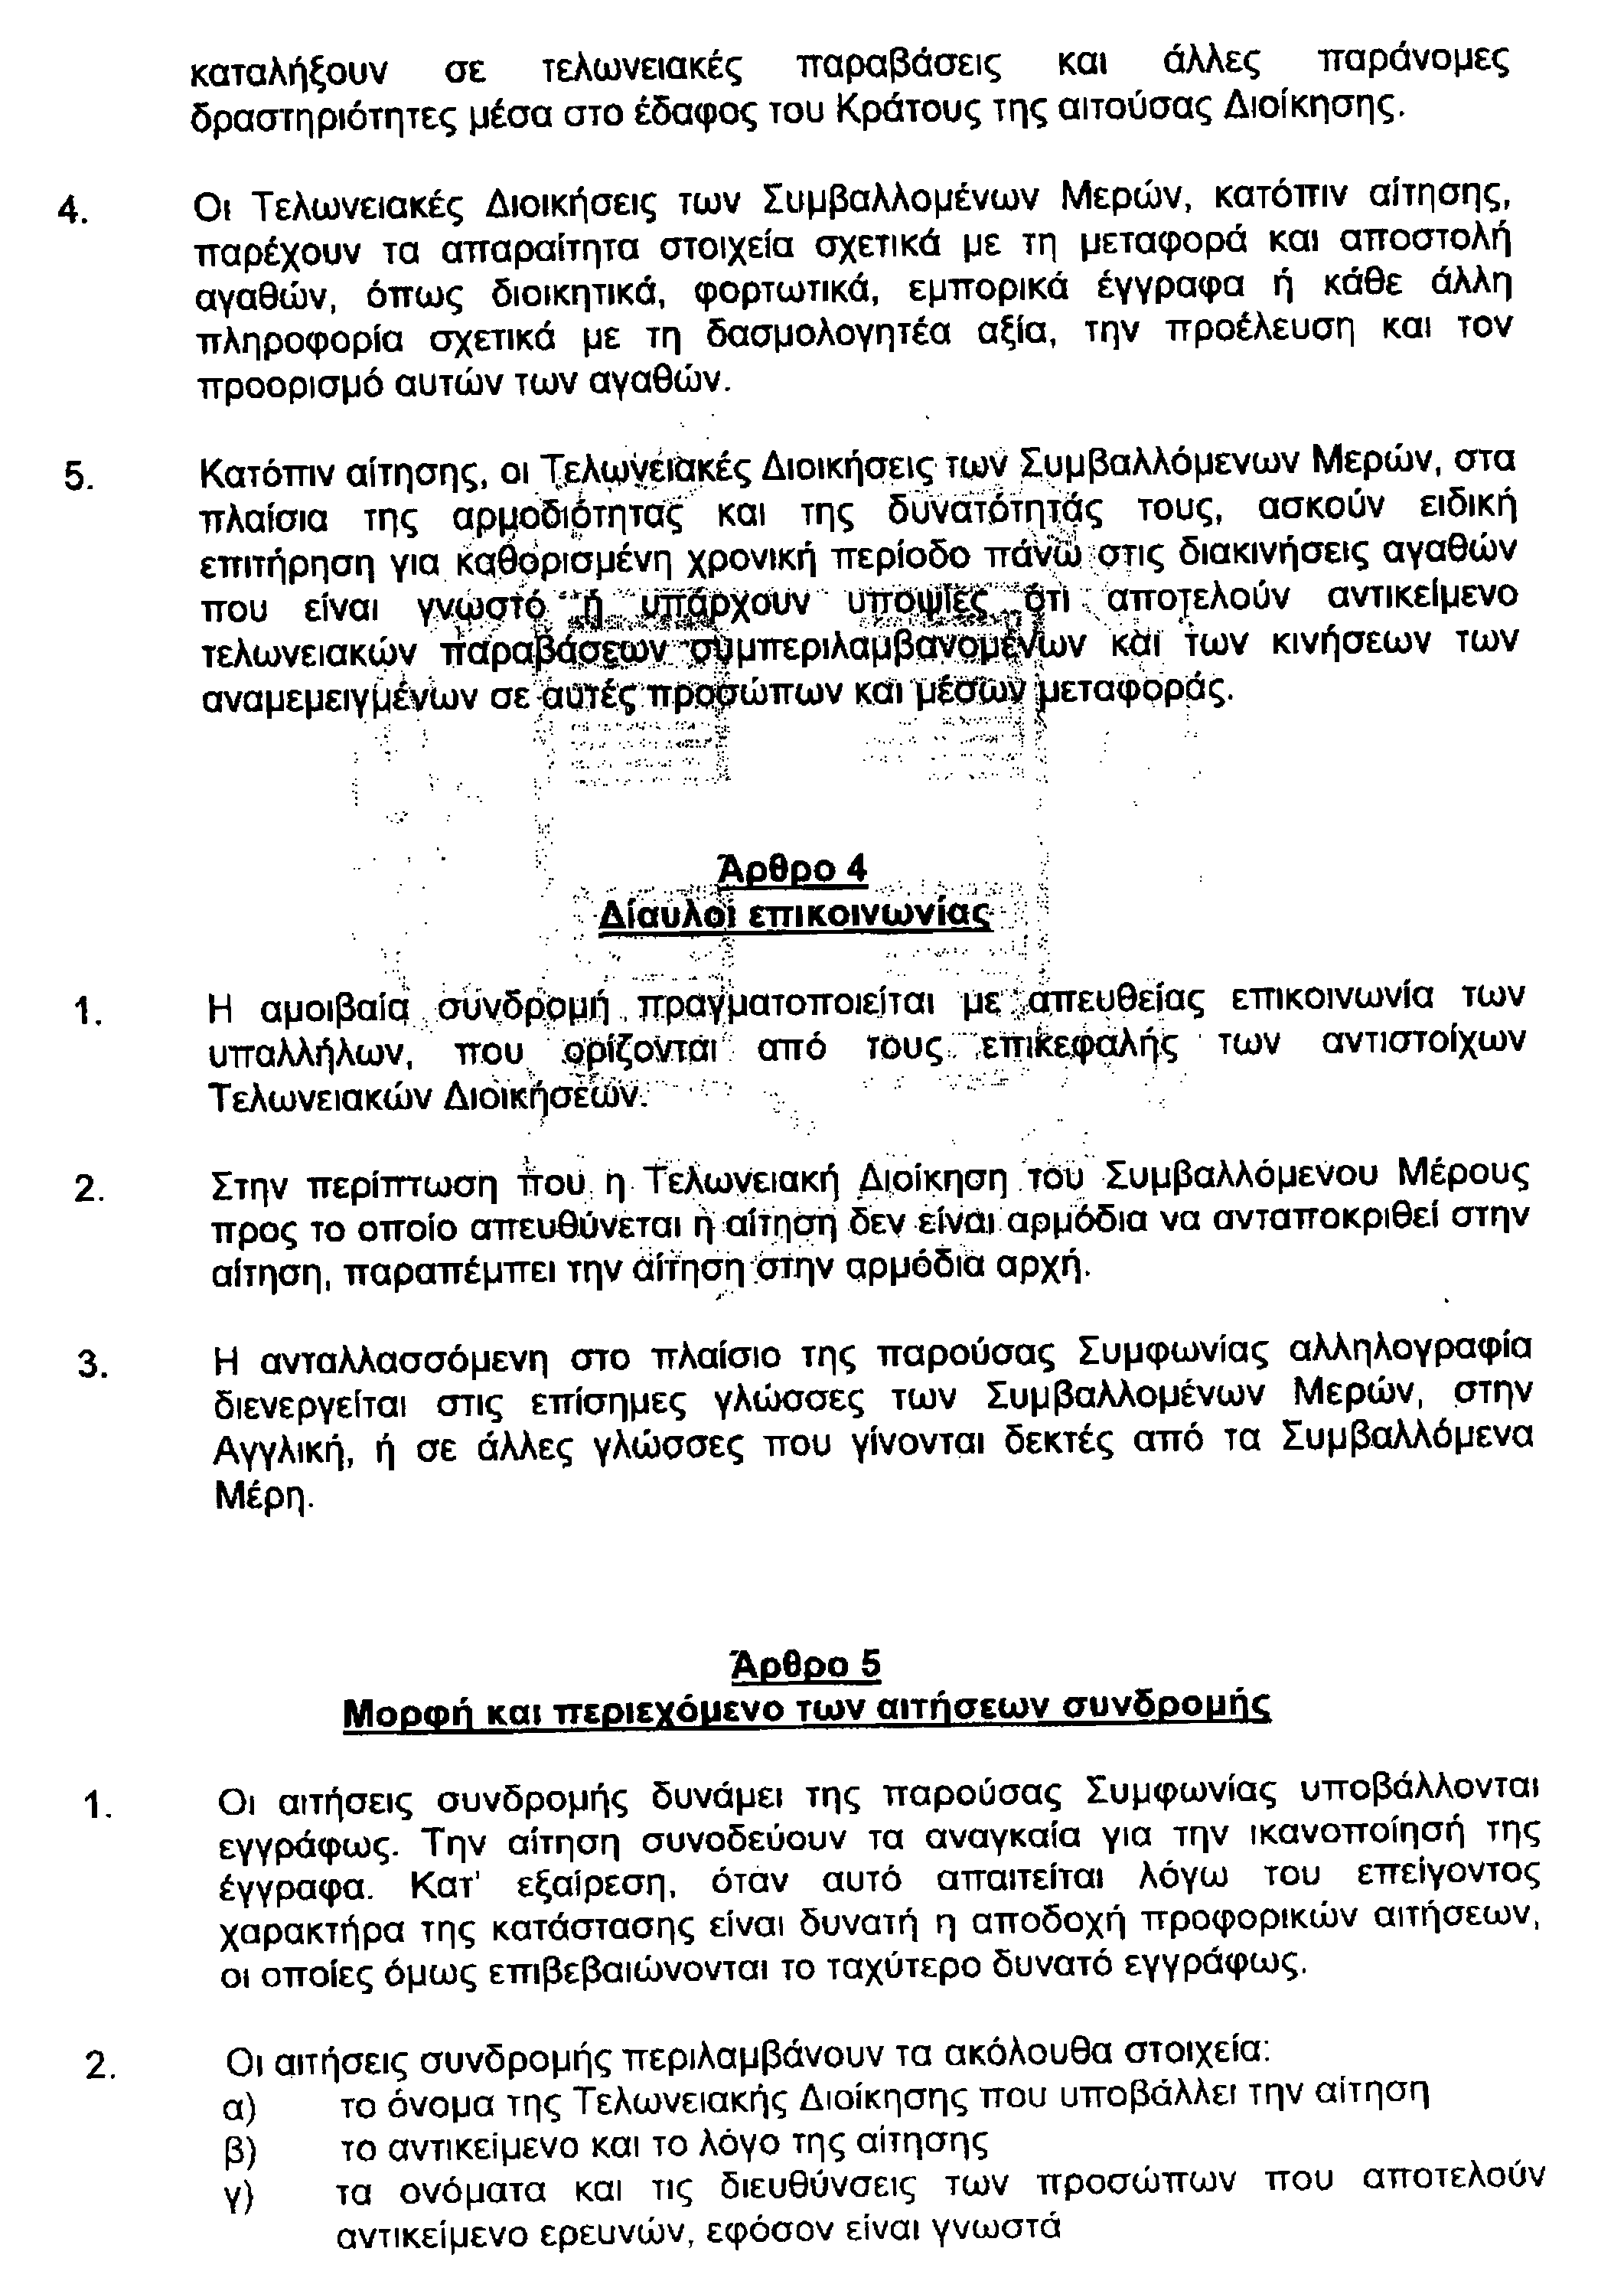 καταλήξουν σε τελωνειακές παραβάσεις και άλλες παράνομες
δραστηριότητες μέσα στο έδαφος του Κράτους της αιτούσας Διοίκησης.
4. Οι Τελωνειακές Διοικήσεις των Συμβαλλομένων Μερών, κατόπιν αίτησης,
παρέχουν τα απαραίτητα στοιχεία σχετικά με τη μεταφορά και αποστολή
αγαθών, όπως διοικητικά, φορτωτικά, εμπορικά έγγραφα ή κάθε άλλη
πληροφορία σχετικά με τη δασμολογητέα αξία, την προέλευση και τον
προορισμό αυτών των αγαθών.
5. Κατόπιν αίτησης, οι Τελωνειακές Διοικήσεις των Συμβαλλόμενων Μερών, στα
πλαίσια της αρμοδιότητας και της δυνατότητάς τους, ασκούν ειδική
επιτήρηση για καθορισμένη χρονική περίοδο πάνω στις διακινήσεις αγαθών
που είναι γνωστό ή υπάρχουν υποψίες ότι αποτελούν αντικείμενο
τελωνειακών παραβάσεων συμπεριλαμβανομένων και των κινήσεων των
αναμεμειγμένων σε αυτές προσώπων και μέσων μεταφοράς.
Άρθρο 4
Δίαυλοι επικοινωνίας
1. Η αμοιβαία συνδρομή πραγματοποιείται με απευθείας επικοινωνία των
υπαλλήλων, που ορίζονται από τους επικεφαλής των αντιστοίχων
Τελωνειακών Διοικήσεων.
2. Στην περίπτωση που η Τελωνειακή Διοίκηση του Συμβαλλόμενου Μέρους
προς το οποίο απευθύνεται η αίτηση δεν είναι αρμόδια να ανταποκριθεί στην
αίτηση, παραπέμπει την αίτηση στην αρμόδια αρχή.
3. Η ανταλλασσόμενη στο πλαίσιο της παρούσας Συμφωνίας αλληλογραφία
διενεργείται στις επίσημες γλώσσες των Συμβαλλομένων Μερών, στην
Αγγλική, ή σε άλλες γλώσσες που γίνονται δεκτές από τα Συμβαλλόμενα
Μέρη.
Άρθρο 5
Μορφή και περιεχόμενο των αιτήσεων συνδρομής
1. Οι αιτήσεις συνδρομής δυνάμει της παρούσας Συμφωνίας υποβάλλονται
εγγράφως. Την αίτηση συνοδεύουν τα αναγκαία για την ικανοποίησή της
έγγραφα. Κατ' εξαίρεση, όταν αυτό απαιτείται λόγω του επείγοντος
χαρακτήρα της κατάστασης είναι δυνατή η αποδοχή προφορικών αιτήσεων,
οι οποίες όμως επιβεβαιώνονται το ταχύτερο δυνατό εγγράφως.
2. Οι αιτήσεις συνδρομής περιλαμβάνουν τα ακόλουθα στοιχεία:
α) το όνομα της Τελωνειακής Διοίκησης που υποβάλλει την αίτηση
β) το αντικείμενο και το λόγο της αίτησης
γ) τα ονόματα και τις διευθύνσεις των προσώπων που αποτελούν
αντικείμενο ερευνών, εφόσον είναι γνωστά